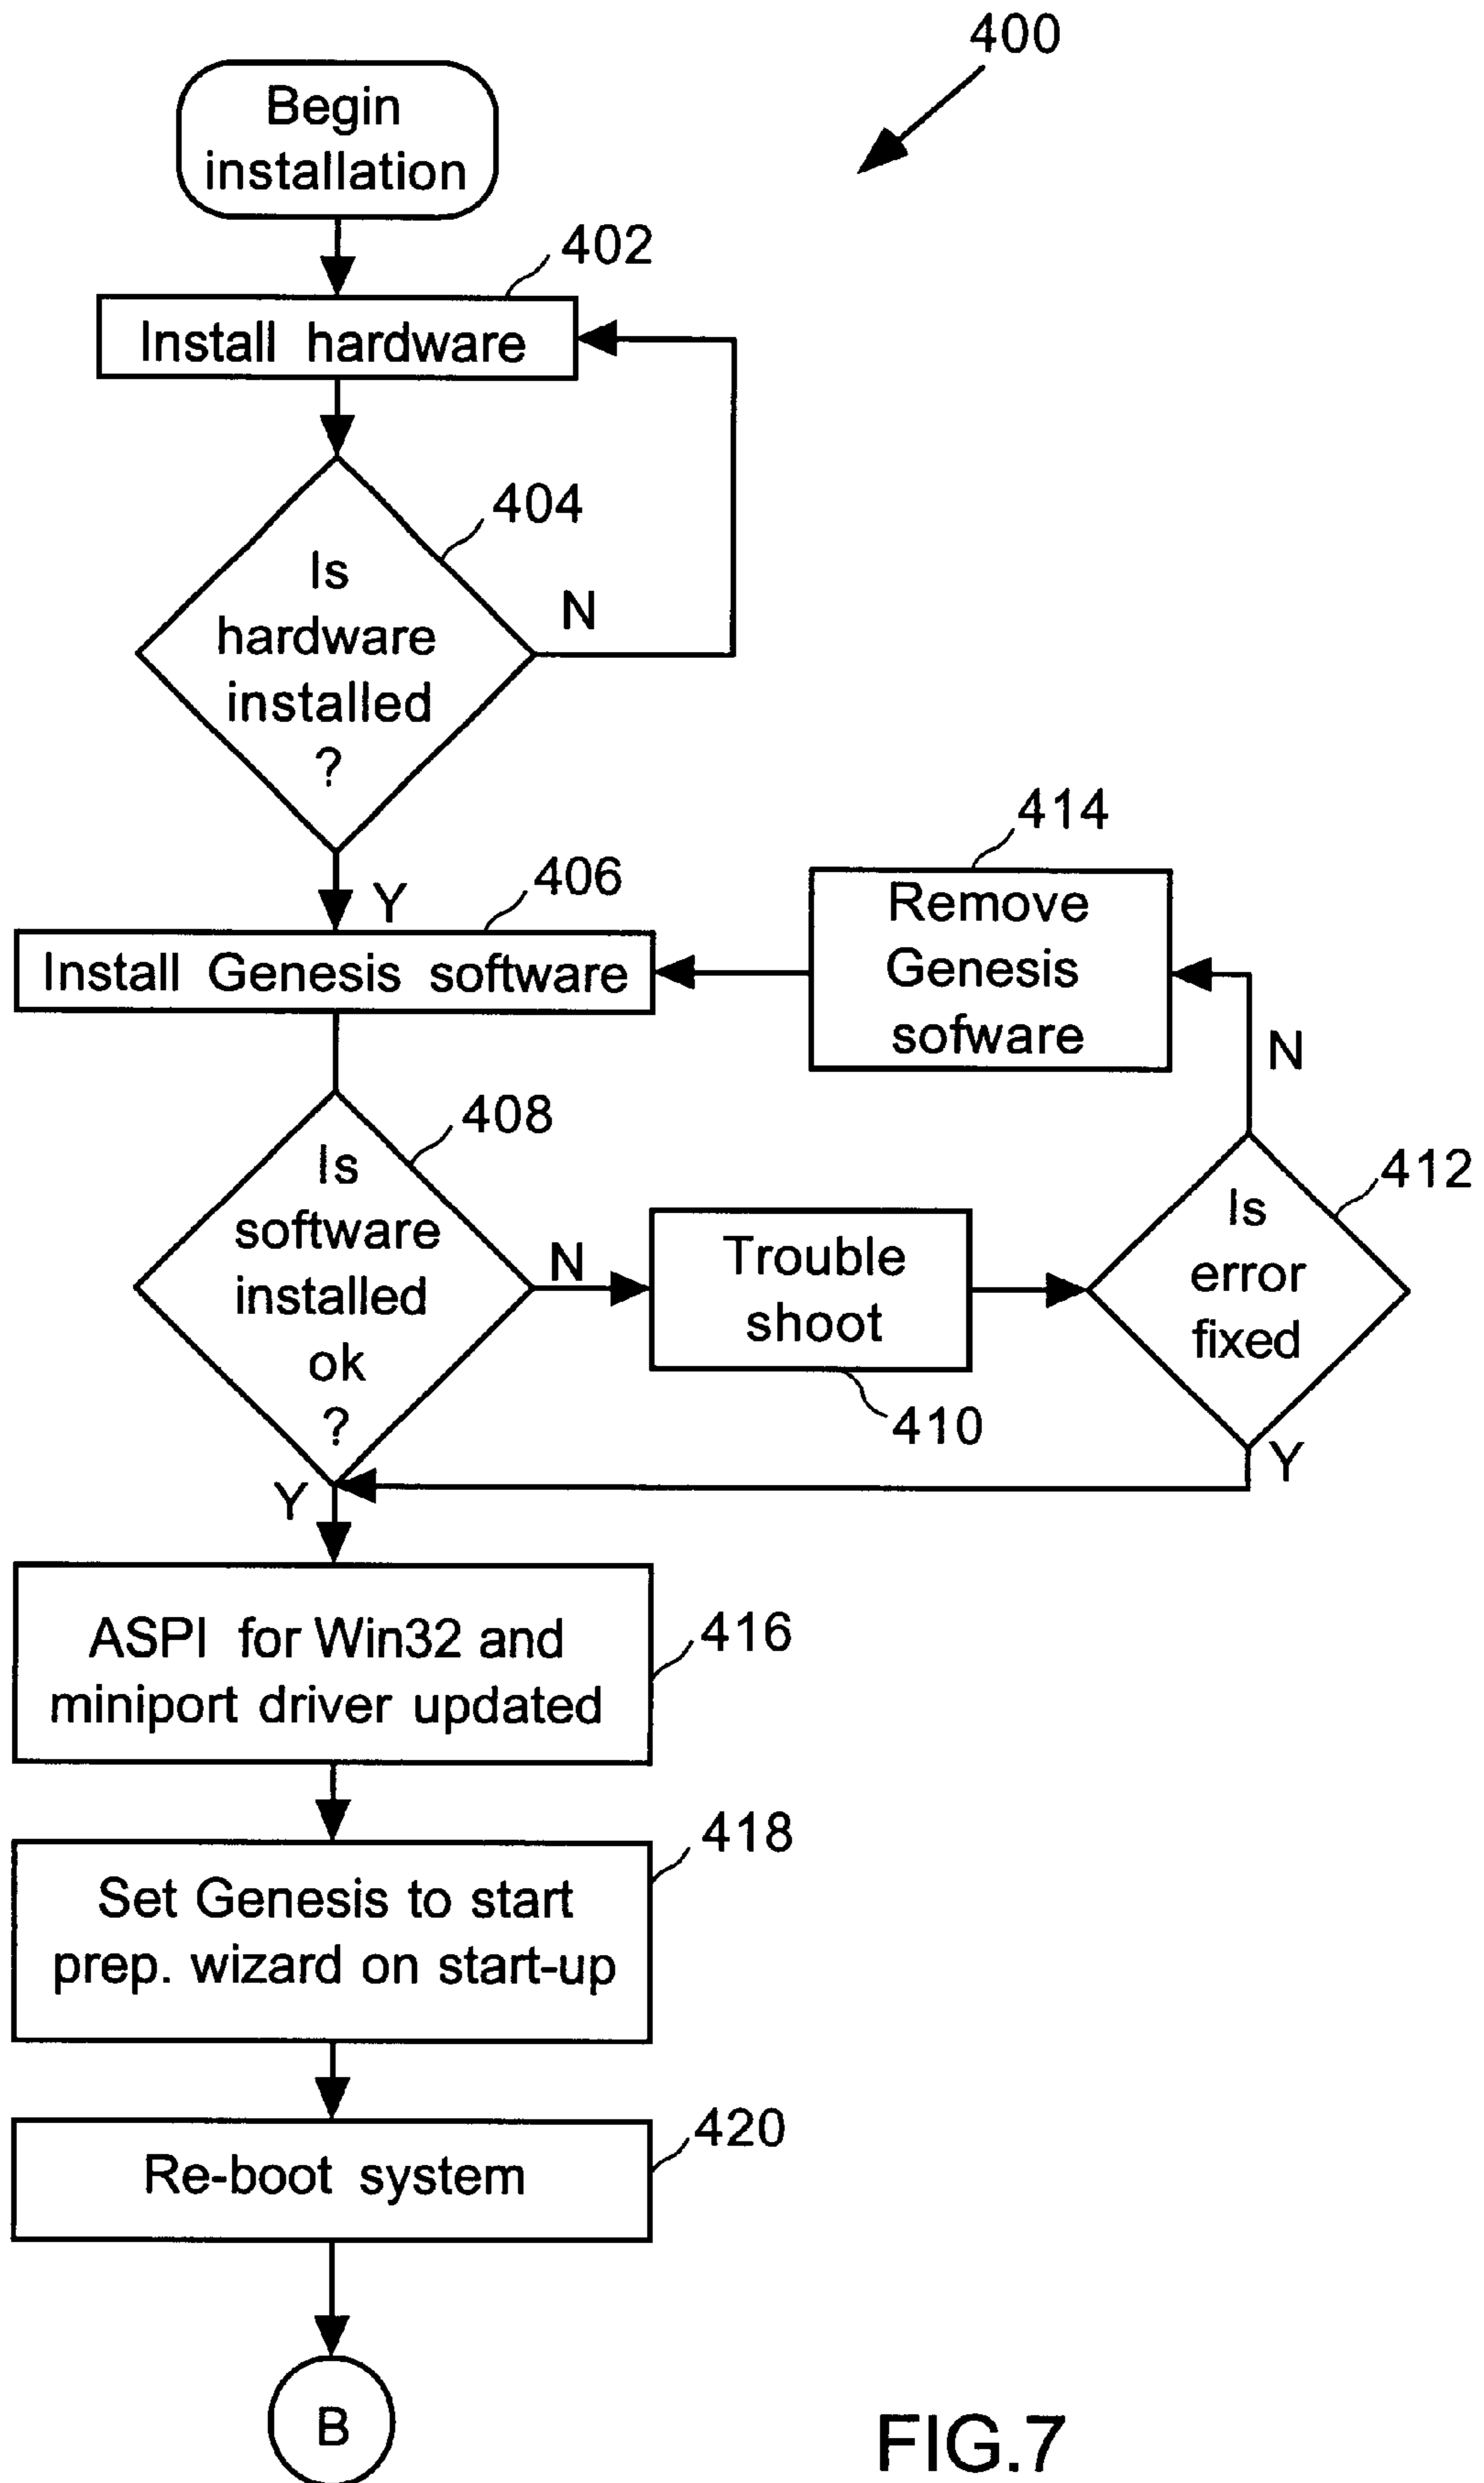 400
Begin
installation
402
Install hardware
404
Is
hardware
installed
?
N
Y
406
Install Genesis software
414
Remove
Genesis
sofware
N
408
Is
software
installed
ok
?
N
Trouble
shoot
410
412
Is
error
fixed
Y
Y
ASPI for Win32 and
miniport driver updated
416
Set Genesis to start
prep. wizard on start-up
418
Re-boot system
420
B
FIG.7